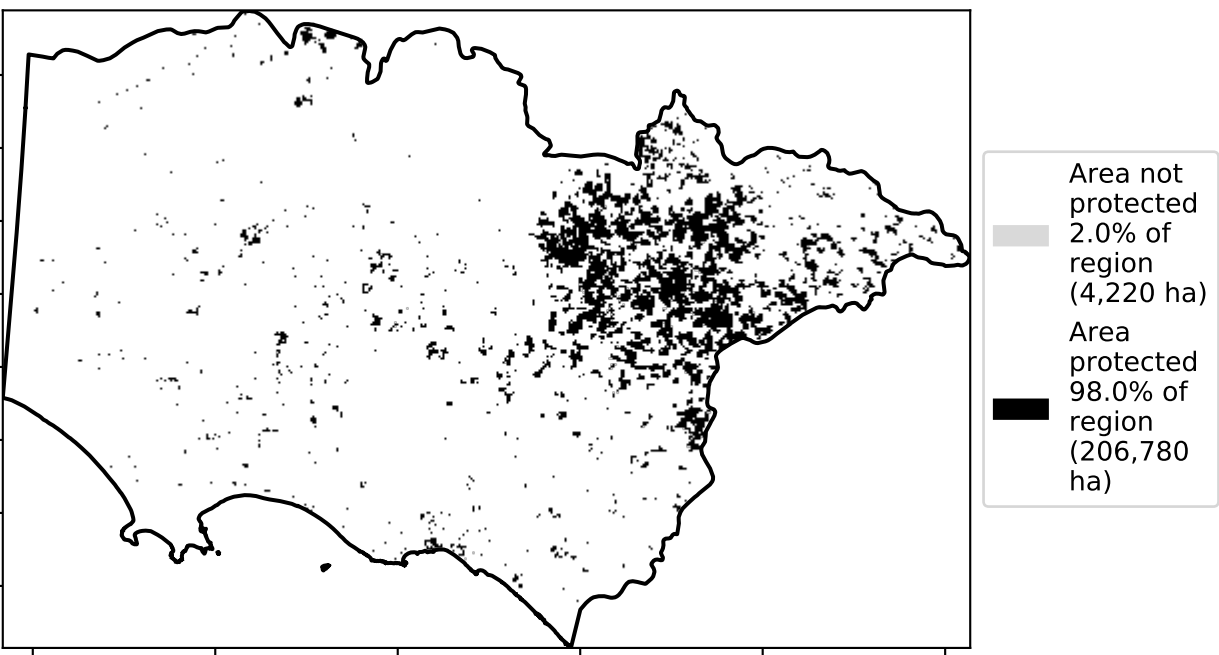 Area not
protected
2.0% of
region
(4,220 ha)
Area
protected
98.0% of
region
(206,780
ha)